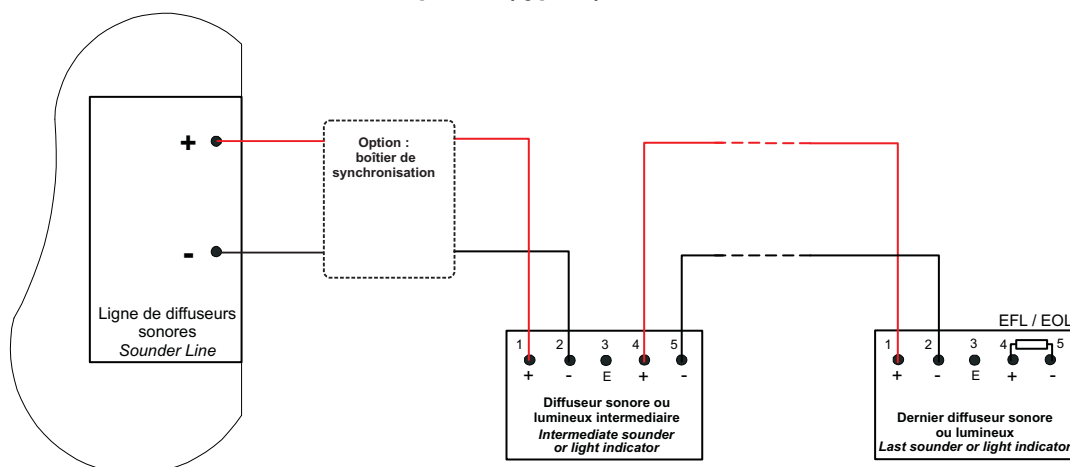 +
-
Ligne de diffuseurs
sonores
Sounder Line
Option :
boîtier de
synchronisation
1 2 3 4 5
+ - E + -
Diffuseur sonore ou
lumineux intermediaire
Intermediate sounder
or light indicator
EFL / EOL
1 2 3 4 5
+ - E + -
Dernier diffuseur sonore
ou lumineux
Last sounder or light indicator